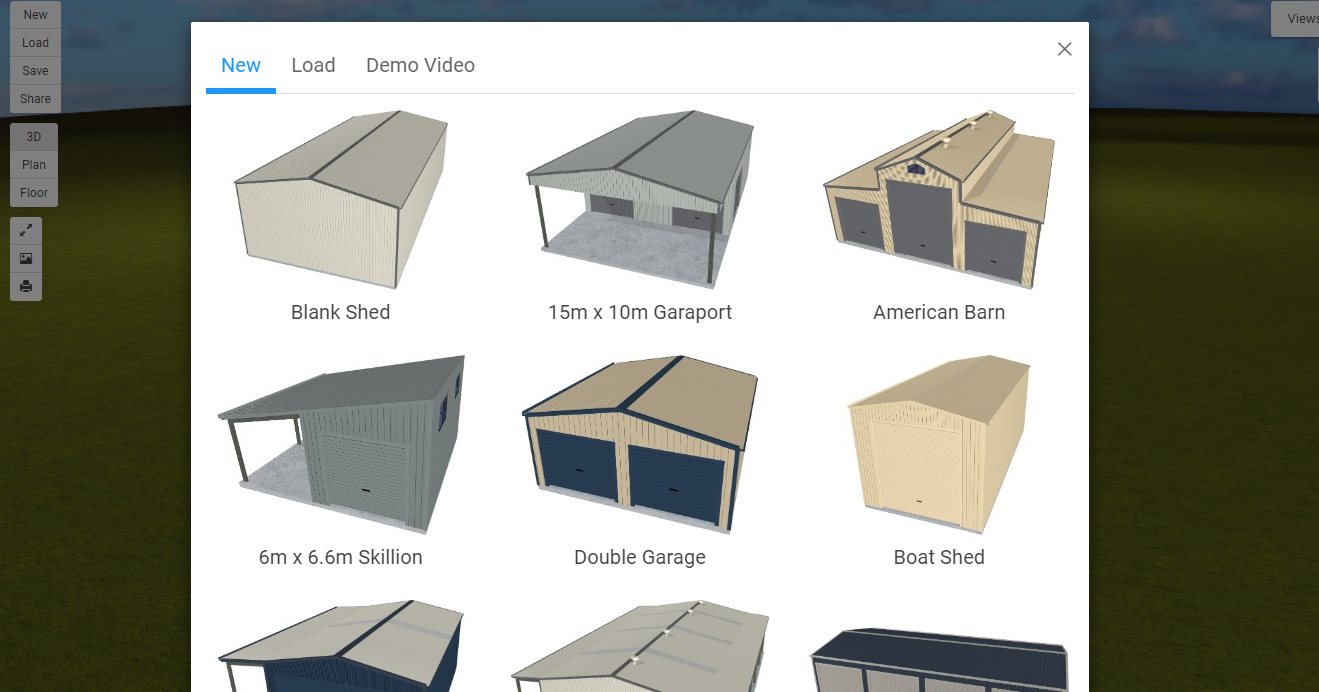 New
Load
Save
Share
3D
Plan
Floor
Views
New Load Demo Video
Blank Shed
15m x 10m Garaport
American Barn
6m x 6.6m Skillion
Double Garage
Boat Shed